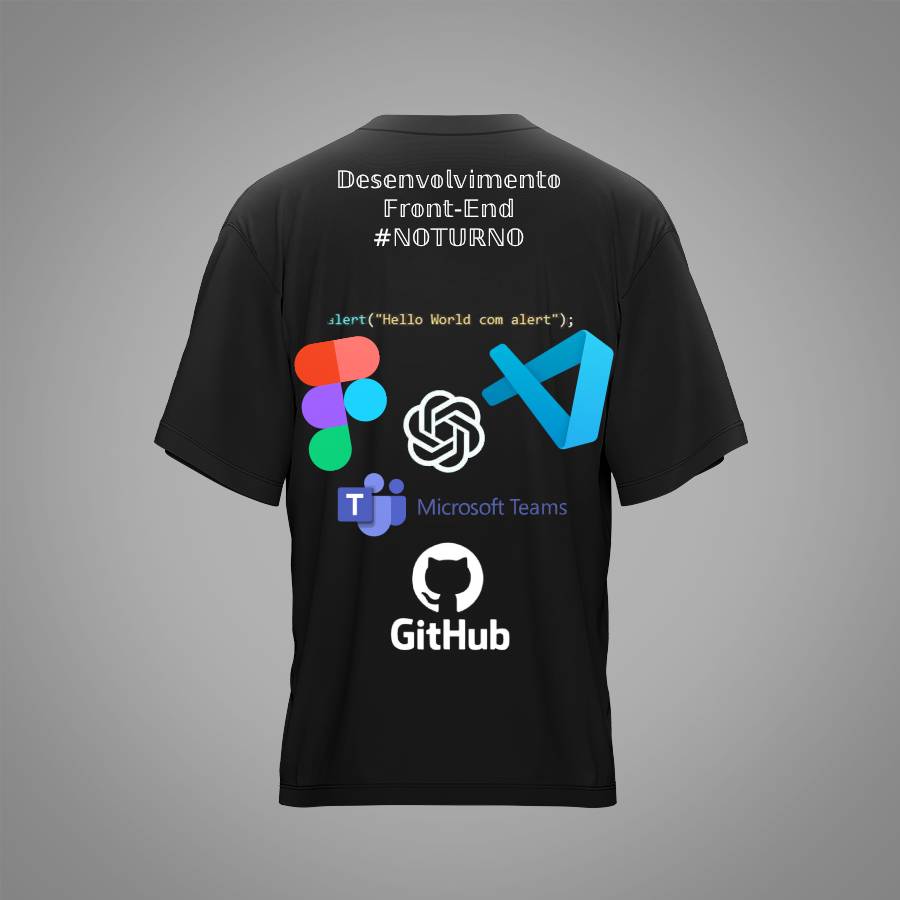 Desenvolvimento
Front-End
#NOTURNO
alert("Hello World com alert");
T Microsoft Teams
GitHub